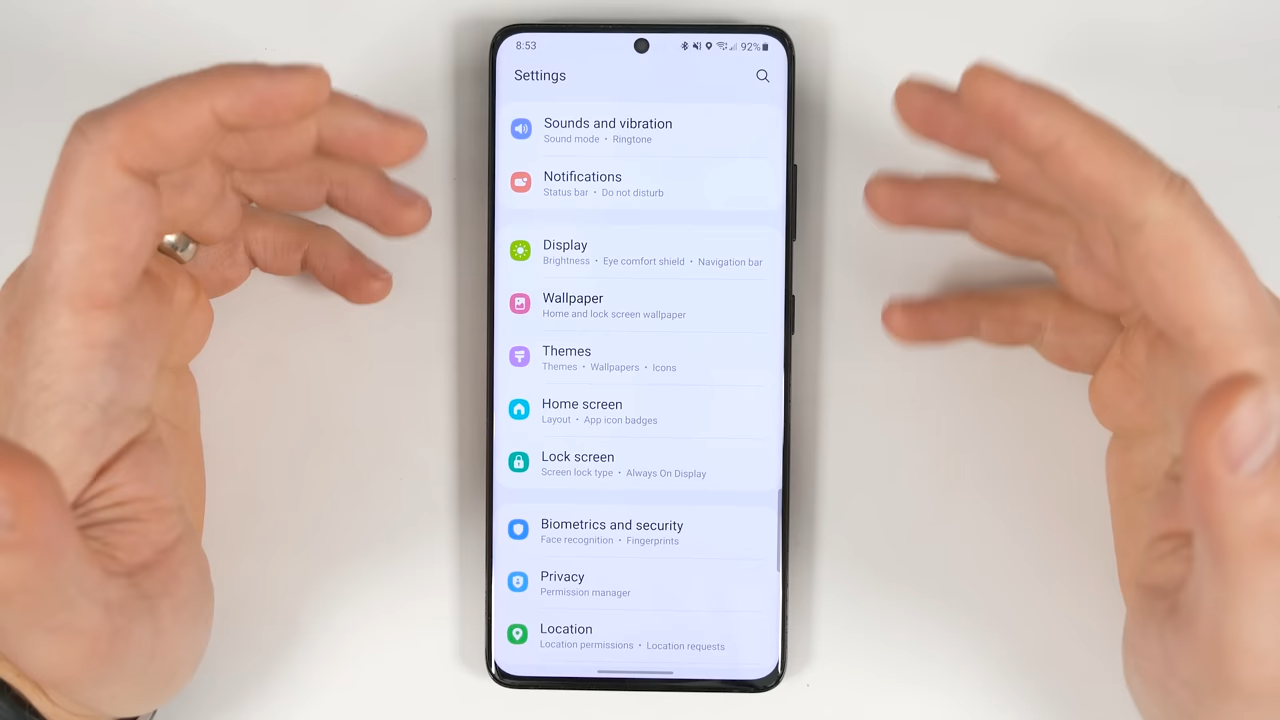 8:53
92%
Settings
Sounds and vibration
Sound mode • Ringtone
Notifications
Status bar • Do not disturb
Display
Brightness • Eye comfort shield • Navigation bar
Wallpaper
Home and lock screen wallpaper
Themes
Themes • Wallpapers • Icons
Home screen
Layout • App icon badges
Lock screen
Screen lock type • Always On Display
Biometrics and security
Face recognition • Fingerprints
Privacy
Permission manager
Location
Location permissions • Location requests